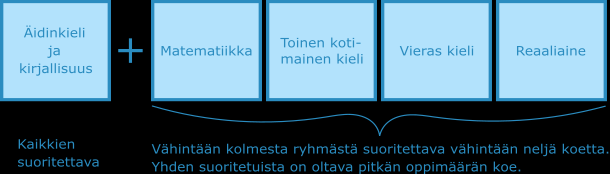 Äidinkieli
ja
kirjallisuus
+
Matematiikka
Toinen koti-
mainen kieli
Vieras kieli
Reaaliaine
Kaikkien
suoritettava
Vähintään kolmesta ryhmästä suoritettava vähintään neljä koetta.
Yhden suoritetuista on oltava pitkän oppimäärän koe.